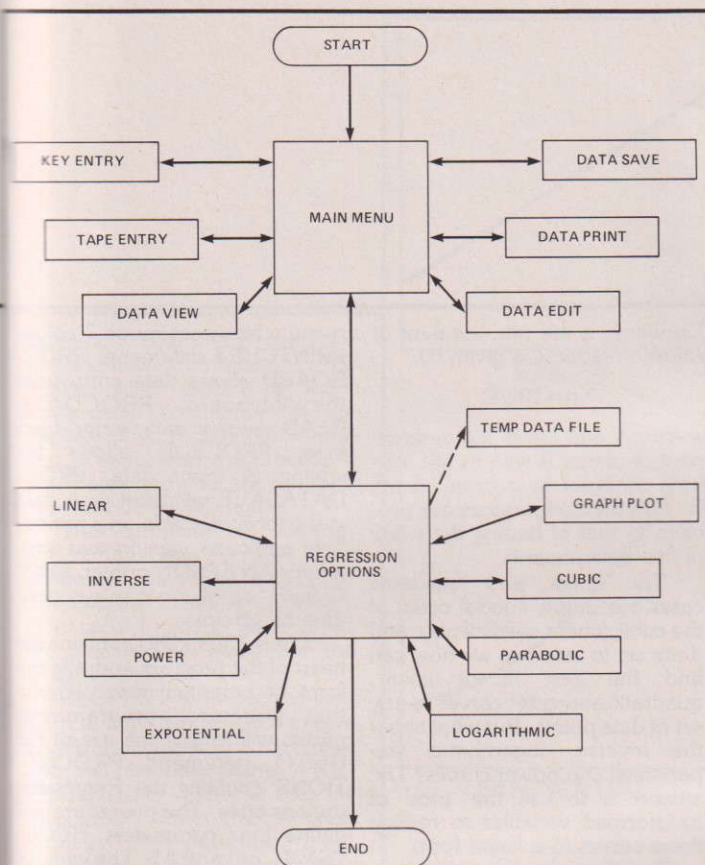 START
KEY ENTRY
DATA SAVE
MAIN MENU
TAPE ENTRY
DATA PRINT
DATA VIEW
DATA EDIT
TEMP DATA FILE
LINEAR
GRAPH PLOT
REGRESSION
OPTIONS
INVERSE
CUBIC
POWER
PARABOLIC
EXPOTENTIAL
LOGARITHMIC
END